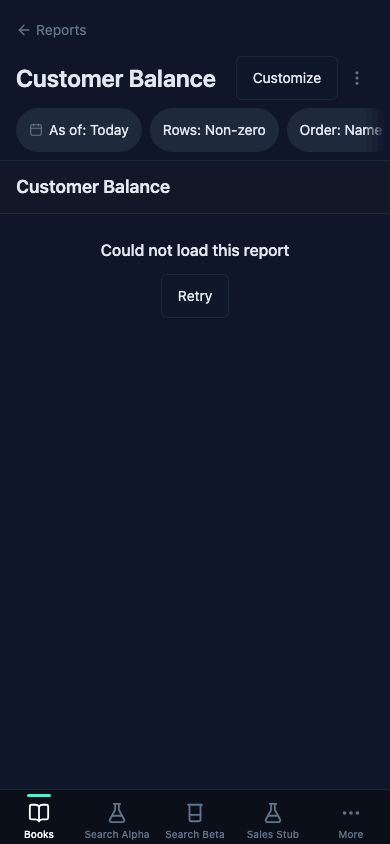 Reports
Customer Balance
Customize
As of: Today
Rows: Non-zero
Order: Name
Customer Balance
Could not load this report
Retry
Books
Search Alpha
Search Beta
Sales Stub
More